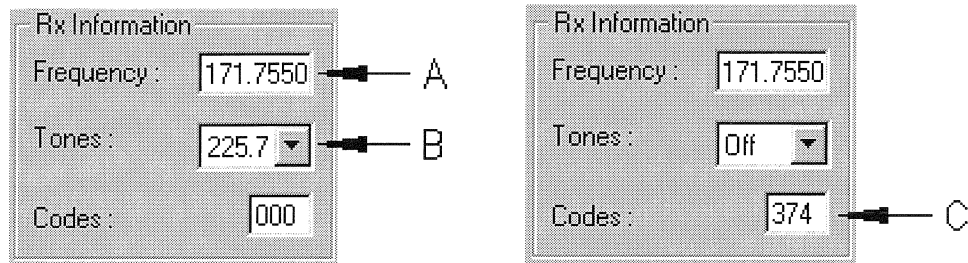 Rx Information
Frequency : 171.7550 A
Tones : 225.7 B
Codes : 000
Rx Information
Frequency : 171.7550
Tones : Off
Codes : 374 C